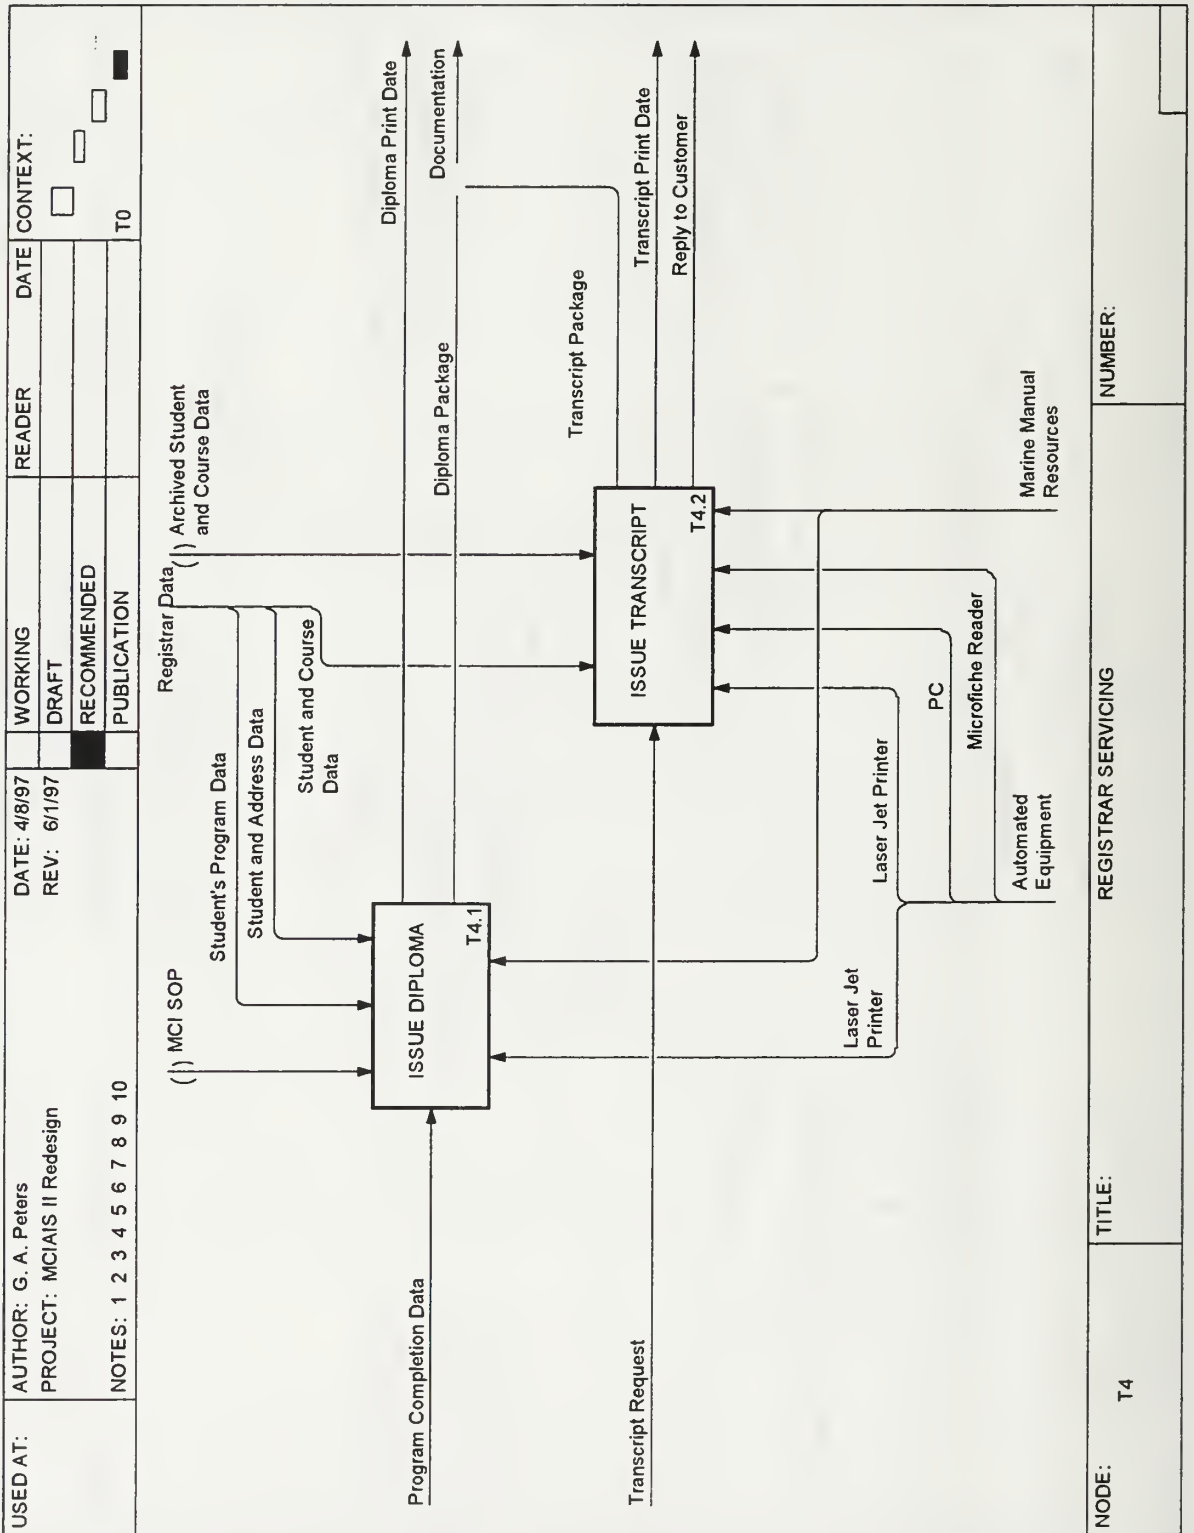 USED AT:
AUTHOR: G. A. Peters
PROJECT: MCIAIS II Redesign
NOTES: 1 2 3 4 5 6 7 8 9 10
DATE: 4/8/97
REV: 6/1/97
WORKING
DRAFT
RECOMMENDED
PUBLICATION
READER
DATE
CONTEXT:
T0
MCI SOP
Registrar Data
Archived Student
and Course Data
Student's Program Data
Student and Address Data
Student and Course
Data
Diploma Print Date
Documentation
Program Completion Data
ISSUE DIPLOMA
T4.1
Diploma Package
Transcript Package
Transcript Request
ISSUE TRANSCRIPT
T4.2
Transcript Print Date
Reply to Customer
Laser Jet
Printer
Laser Jet Printer
PC
Microfiche Reader
Automated
Equipment
Marine Manual
Resources
NODE:
T4
TITLE:
REGISTRAR SERVICING
NUMBER: